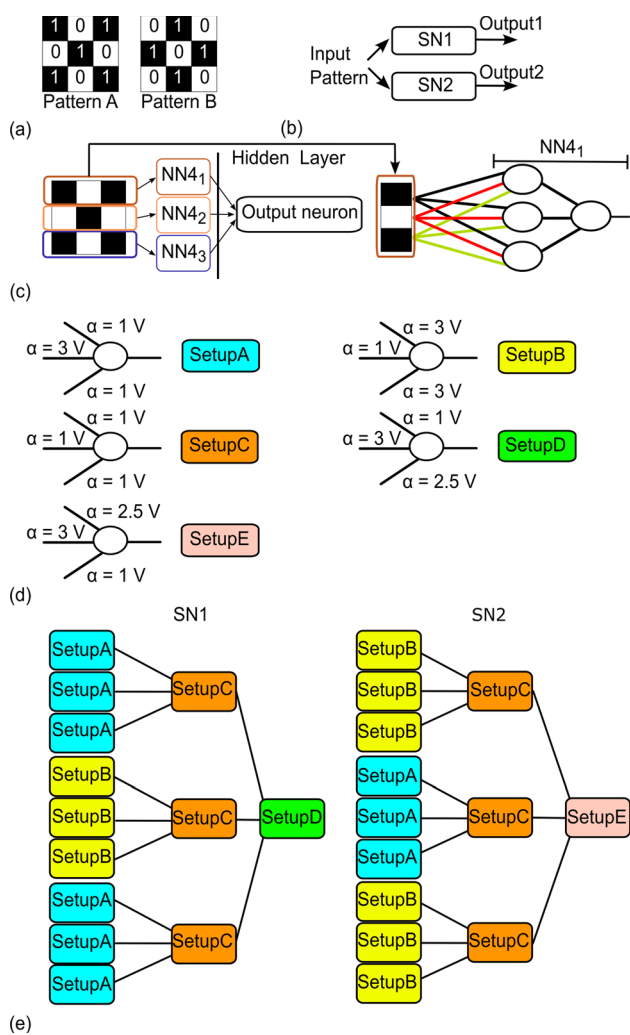 1 0 1
0 1 0
1 0 1
Pattern A
0 1 0
1 0 1
0 1 0
Pattern B
(a)
Input
Pattern
SN1
SN2
Output1
Output2
(b)
NN4₁
NN4₂
NN4₃
Hidden Layer
Output neuron
NN4₁
(c)
α = 1 V
α = 3 V
α = 1 V
SetupA
α = 3 V
α = 1 V
α = 3 V
SetupB
α = 1 V
α = 1 V
α = 1 V
SetupC
α = 1 V
α = 3 V
α = 2.5 V
SetupD
α = 2.5 V
α = 3 V
α = 1 V
SetupE
(d)
SN1
SetupA
SetupA
SetupA
SetupB
SetupB
SetupB
SetupA
SetupA
SetupA
SetupC
SetupC
SetupC
SetupD
SN2
SetupB
SetupB
SetupB
SetupA
SetupA
SetupA
SetupB
SetupB
SetupB
SetupC
SetupC
SetupC
SetupE
(e)